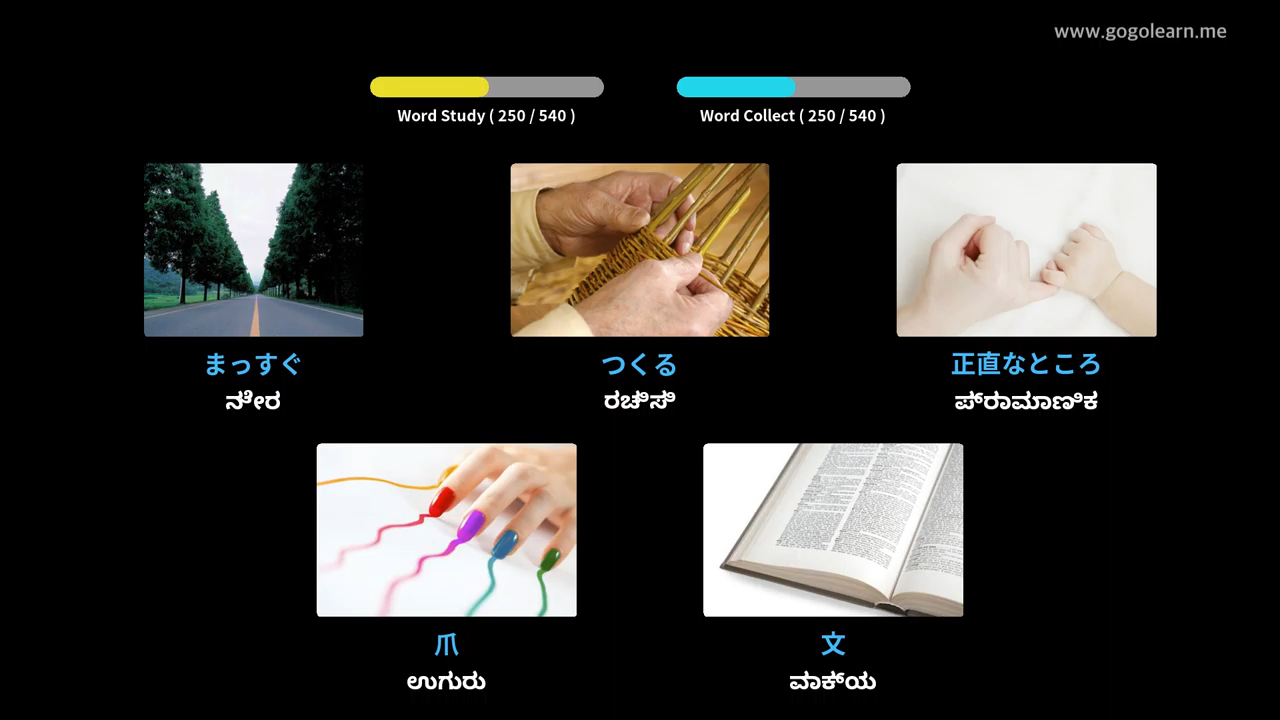 www.gogolearn.me
Word Study ( 250 / 540 )
Word Collect ( 250 / 540 )
まっすぐ
ನೇರ
つくる
ರಚಿಸಿ
正直なところ
ಪ್ರಾಮಾಣಿಕ
爪
ಉಗುರು
文
ವಾಕ್ಯ